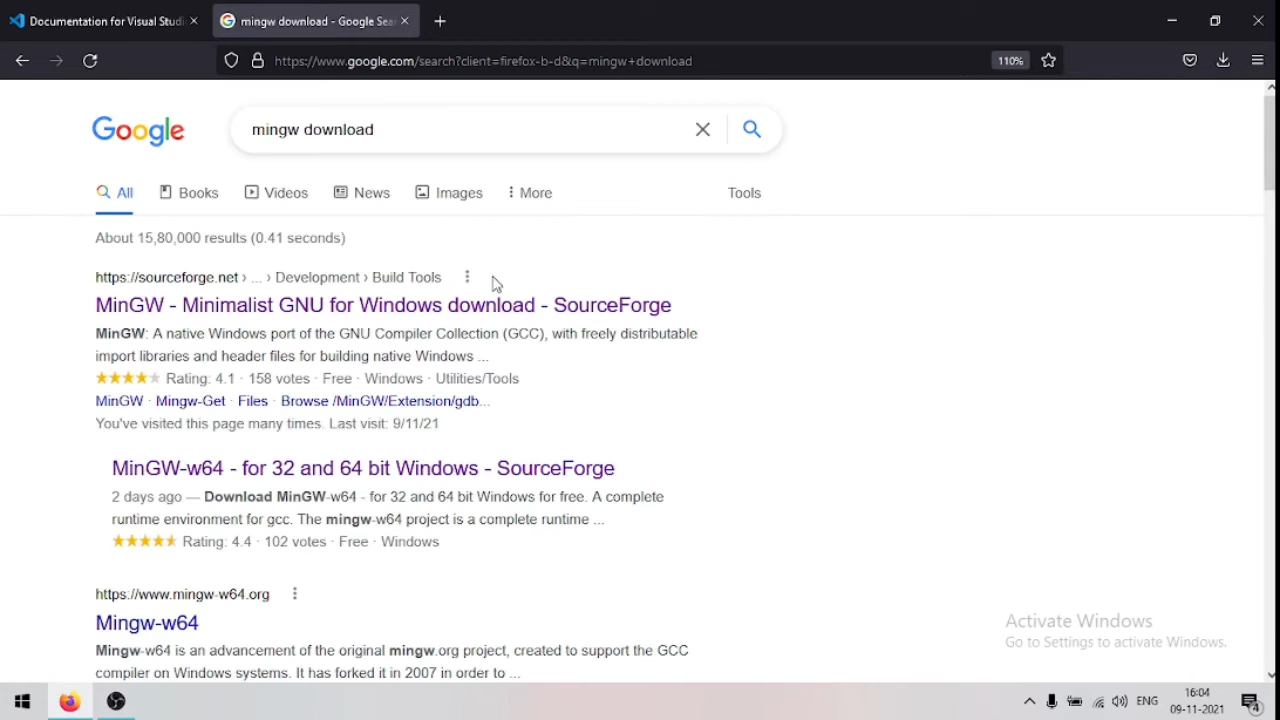 Documentation for Visual Studi
mingw download - Google Sea
https://www.google.com/search?client=firefox-b-d&q=mingw+download
110%
Google
mingw download
All
Books
Videos
News
Images
More
Tools
About 15,80,000 results (0.41 seconds)
https://sourceforge.net › ... › Development › Build Tools
MinGW - Minimalist GNU for Windows download - SourceForge
MinGW: A native Windows port of the GNU Compiler Collection (GCC), with freely distributable
import libraries and header files for building native Windows ...
Rating: 4.1 · 158 votes · Free · Windows · Utilities/Tools
MinGW · Mingw-Get · Files · Browse /MinGW/Extension/gdb...
You've visited this page many times. Last visit: 9/11/21
MinGW-w64 - for 32 and 64 bit Windows - SourceForge
2 days ago — Download MinGW-w64 - for 32 and 64 bit Windows for free. A complete
runtime environment for gcc. The mingw-w64 project is a complete runtime ...
Rating: 4.4 · 102 votes · Free · Windows
https://www.mingw-w64.org
Mingw-w64
Mingw-w64 is an advancement of the original mingw.org project, created to support the GCC
compiler on Windows systems. It has forked it in 2007 in order to ...
Activate Windows
Go to Settings to activate Windows.
ENG
16:04
09-11-2021
4